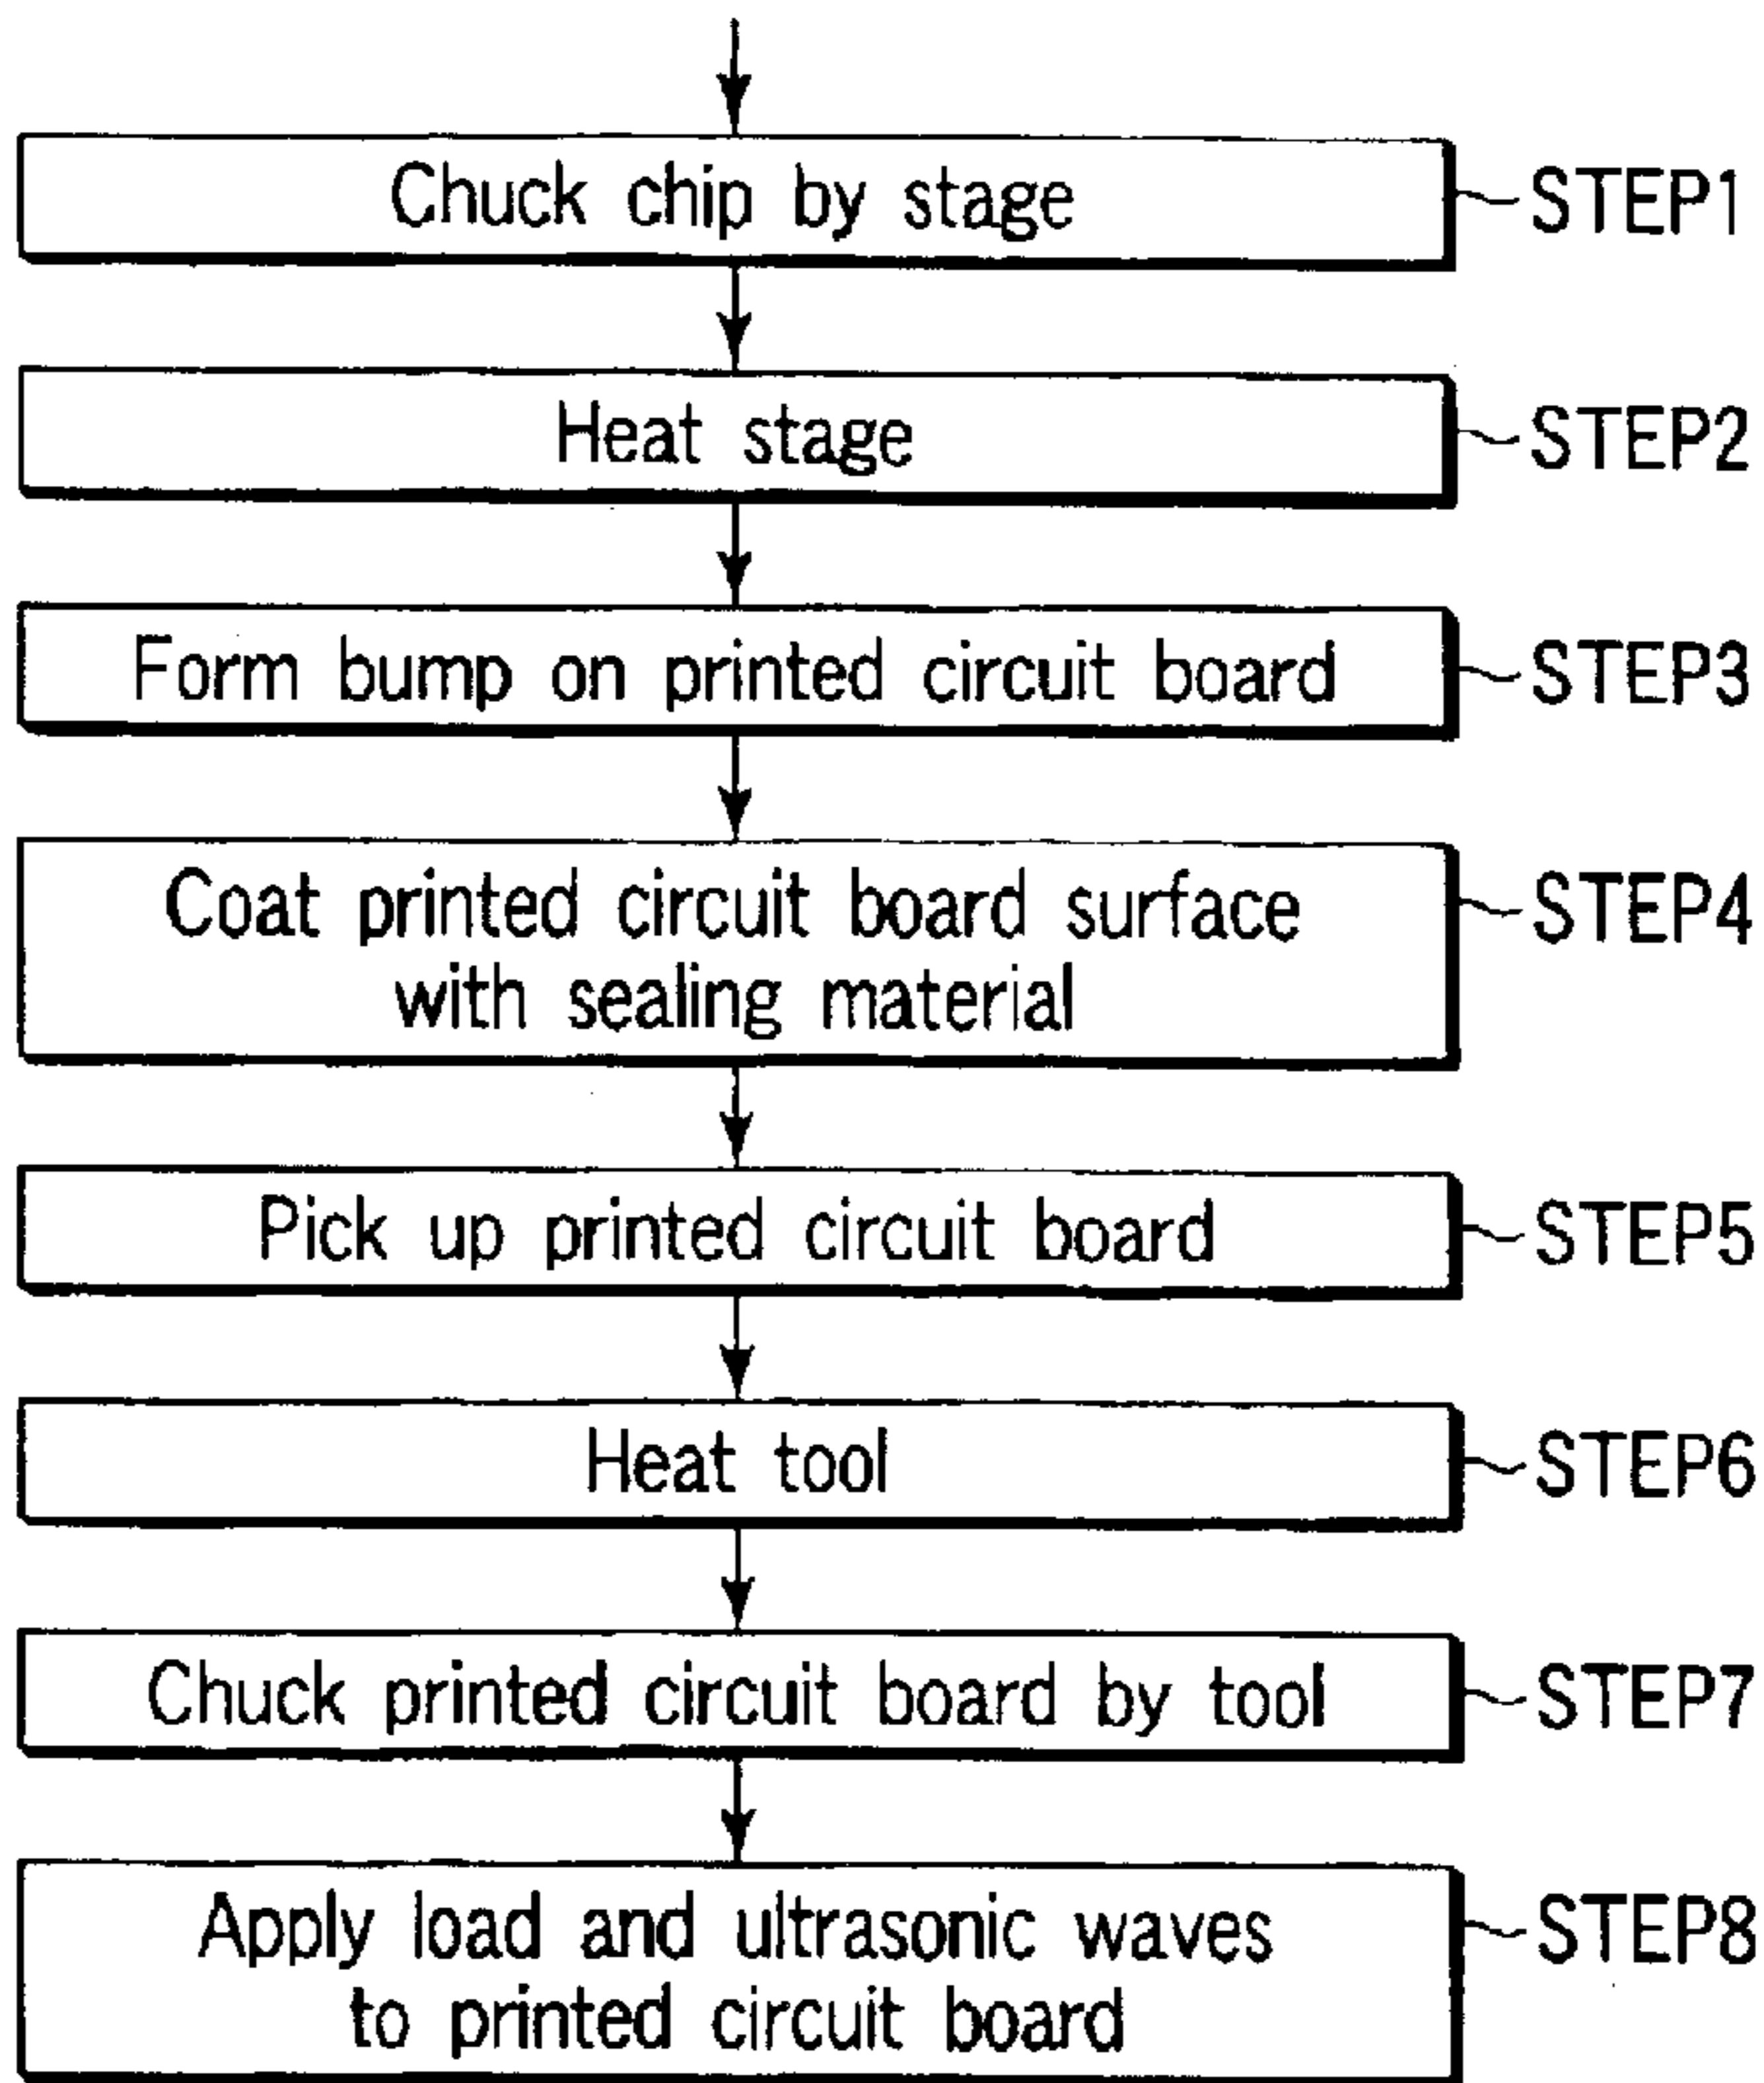 Chuck chip by stage
STEP1
Heat stage
STEP2
Form bump on printed circuit board
STEP3
Coat printed circuit board surface
with sealing material
STEP4
Pick up printed circuit board
STEP5
Heat tool
STEP6
Chuck printed circuit board by tool
STEP7
Apply load and ultrasonic waves
to printed circuit board
STEP8